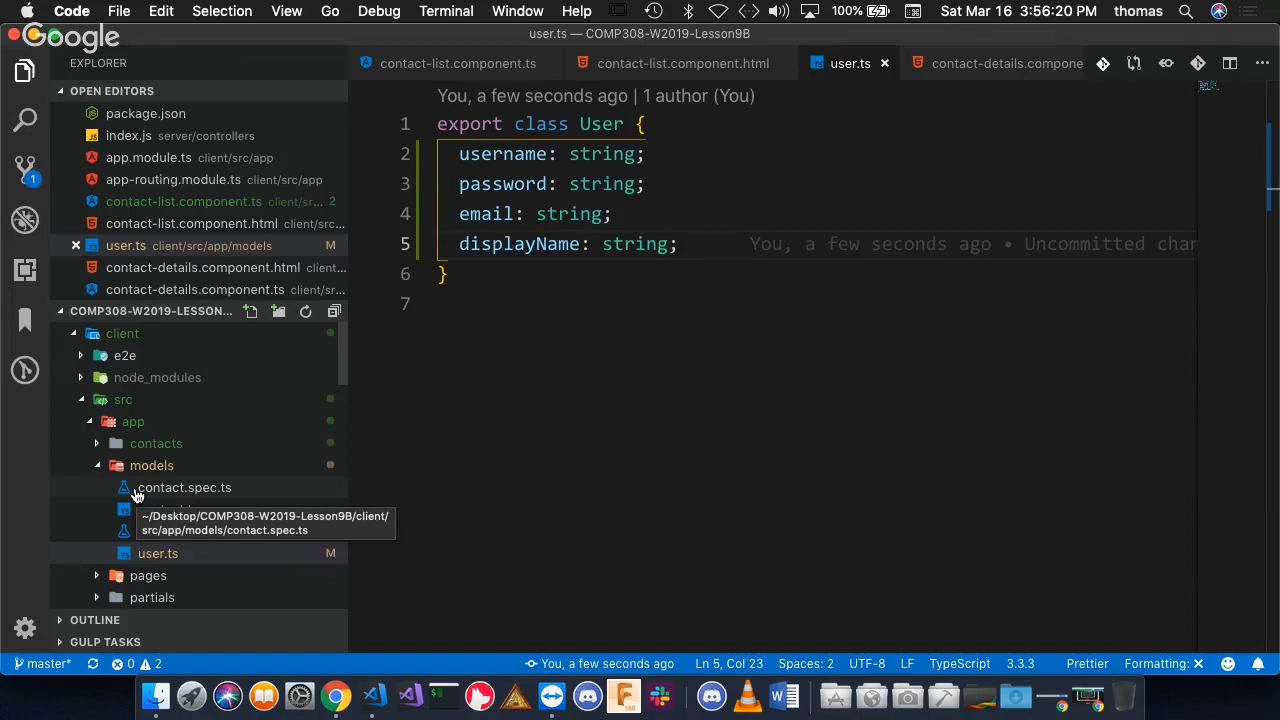 Code File Edit Selection View Go Debug Terminal Window Help 100% Sat Mar 16 3:56:20 PM thomas
Google
user.ts — COMP308-W2019-Lesson9B
EXPLORER
contact-list.component.ts contact-list.component.html user.ts contact-details.compone
OPEN EDITORS
package.json
index.js server/controllers
app.module.ts client/src/app
app-routing.module.ts client/src/app
contact-list.component.ts client/sr... 2
contact-list.component.html client/sr...
user.ts client/src/app/models M
contact-details.component.html client...
contact-details.component.ts client/sr...
COMP308-W2019-LESSON...
client
e2e
node_modules
src
app
contacts
models
contact.spec.ts
~/Desktop/COMP308-W2019-Lesson9B/client/
src/app/models/contact.spec.ts
user.ts M
pages
partials
OUTLINE
GULP TASKS
You, a few seconds ago | 1 author (You)
1 export class User {
2 username: string;
3 password: string;
4 email: string;
5 displayName: string; You, a few seconds ago • Uncommitted chan
6 }
7
1
master* 0 2 You, a few seconds ago Ln 5, Col 23 Spaces: 2 UTF-8 LF TypeScript 3.3.3 Prettier Formatting: